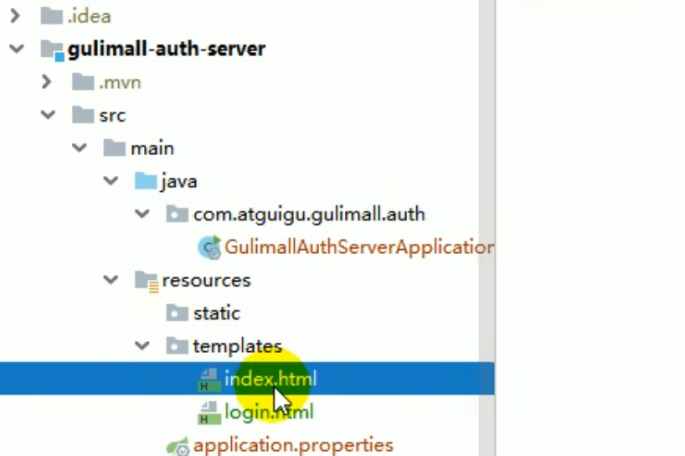 .idea
gulimall-auth-server
.mvn
src
main
java
com.atguigu.gulimall.auth
GulimallAuthServerApplication
resources
static
templates
index.html
login.html
application.properties